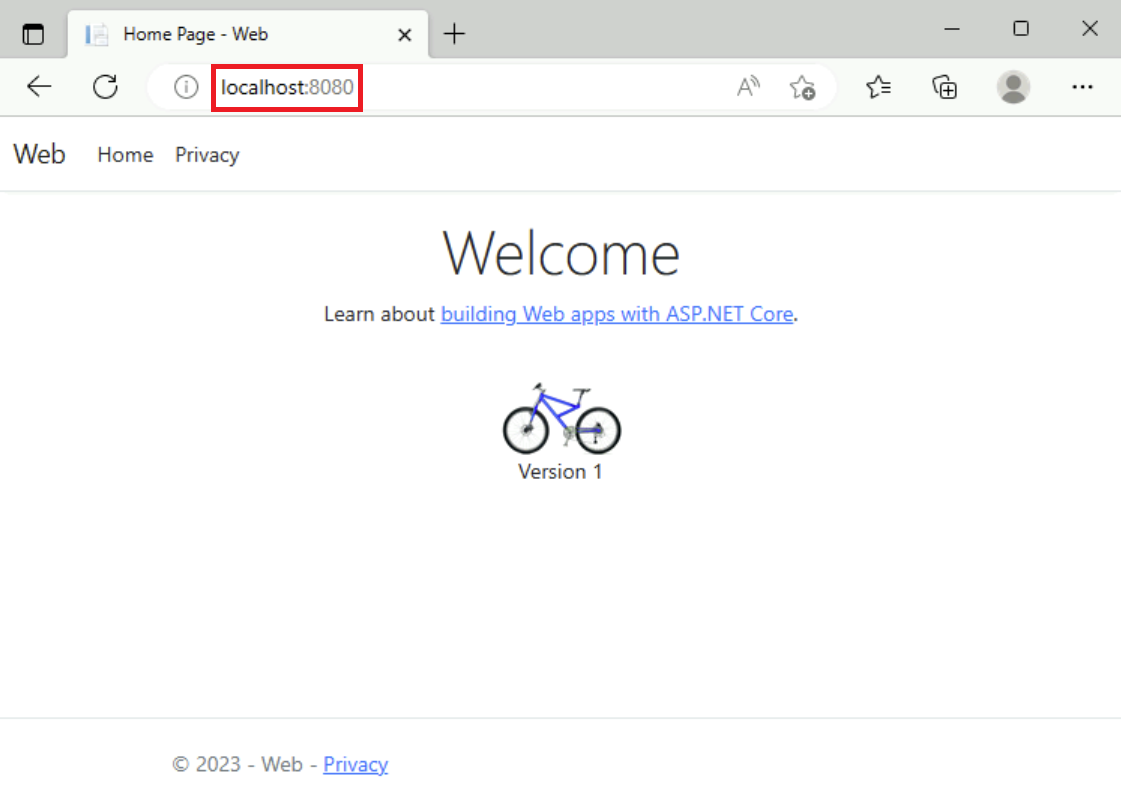 Home Page - Web
localhost:8080
Web Home Privacy
Welcome
Learn about building Web apps with ASP.NET Core.
Version 1
© 2023 - Web - Privacy